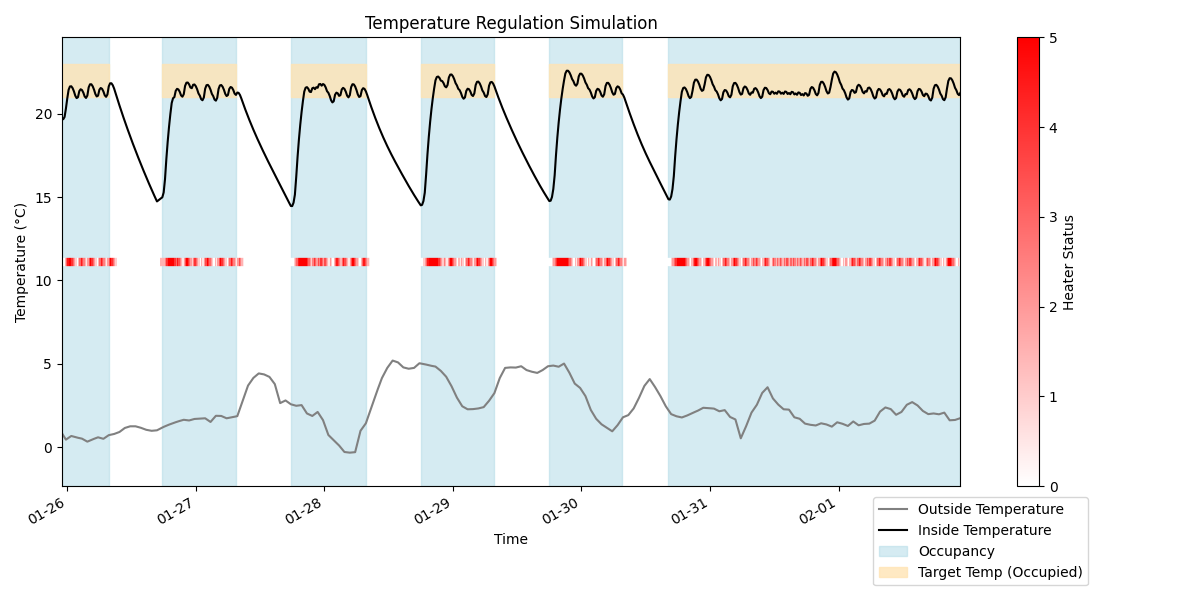 Temperature Regulation Simulation
Temperature (°C)
20
15
10
5
0
01-26
01-27
01-28
01-29
01-30
01-31
02-01
Time
5
4
3
2
1
0
Heater Status
Outside Temperature
Inside Temperature
Occupancy
Target Temp (Occupied)